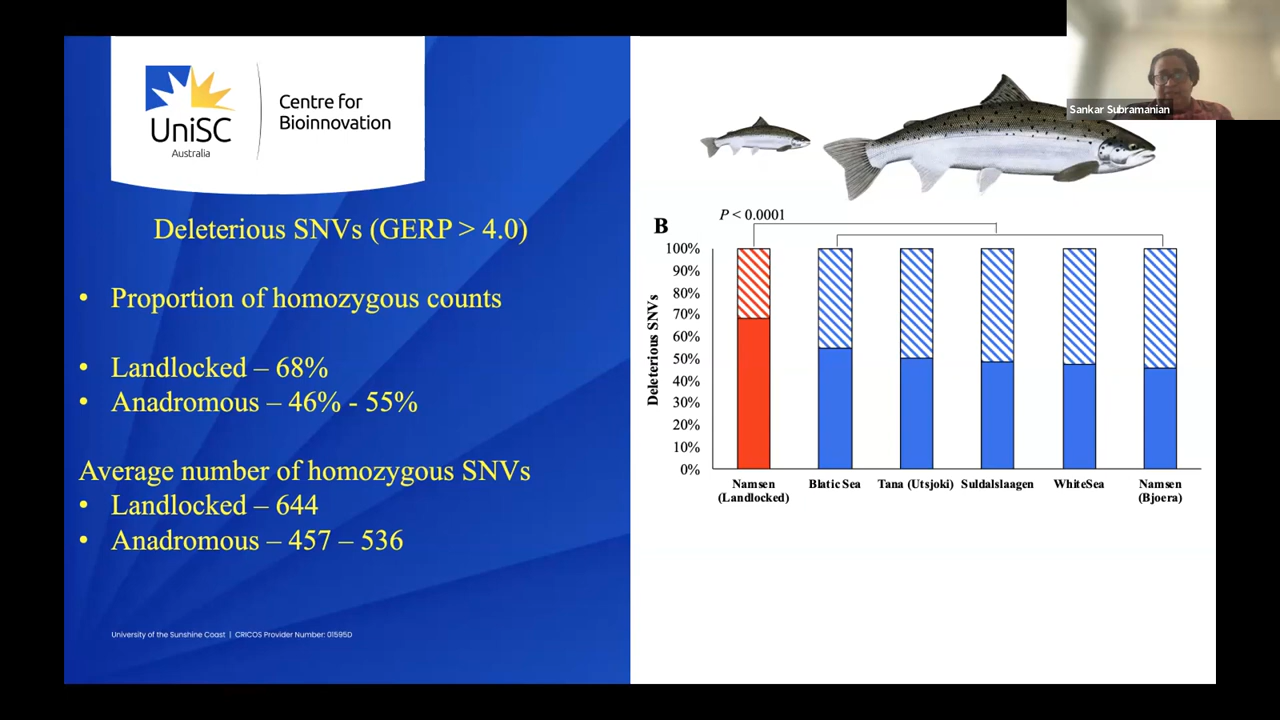 UniSC
Australia
Centre for
Bioinnovation
Deleterious SNVs (GERP > 4.0)
• Proportion of homozygous counts
• Landlocked – 68%
• Anadromous – 46% - 55%
Average number of homozygous SNVs
• Landlocked – 644
• Anadromous – 457 – 536
University of the Sunshine Coast | CRICOS Provider Number: 01595D
Sankar Subramanian
B
P < 0.0001
Deleterious SNVs
100%
90%
80%
70%
60%
50%
40%
30%
20%
10%
0%
Namsen
(Landlocked)
Blatic Sea
Tana (Utsjoki)
Suldalslaagen
WhiteSea
Namsen
(Bjoera)